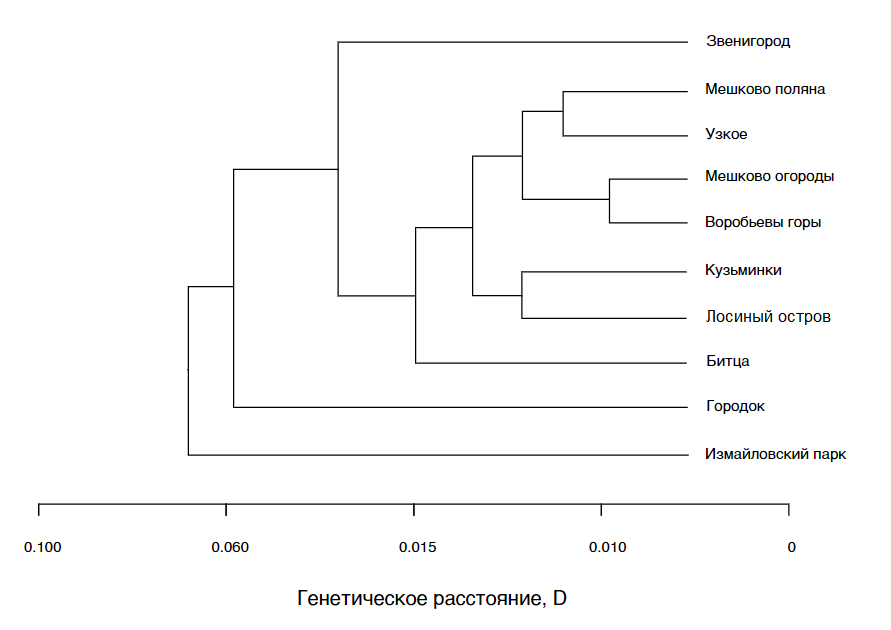 Звенигород
Мешково поляна
Узкое
Мешково огороды
Воробьевы горы
Кузьминки
Лосиный остров
Битца
Городок
Измайловский парк
0.100 0.060 0.015 0.010 0
Генетическое расстояние, D